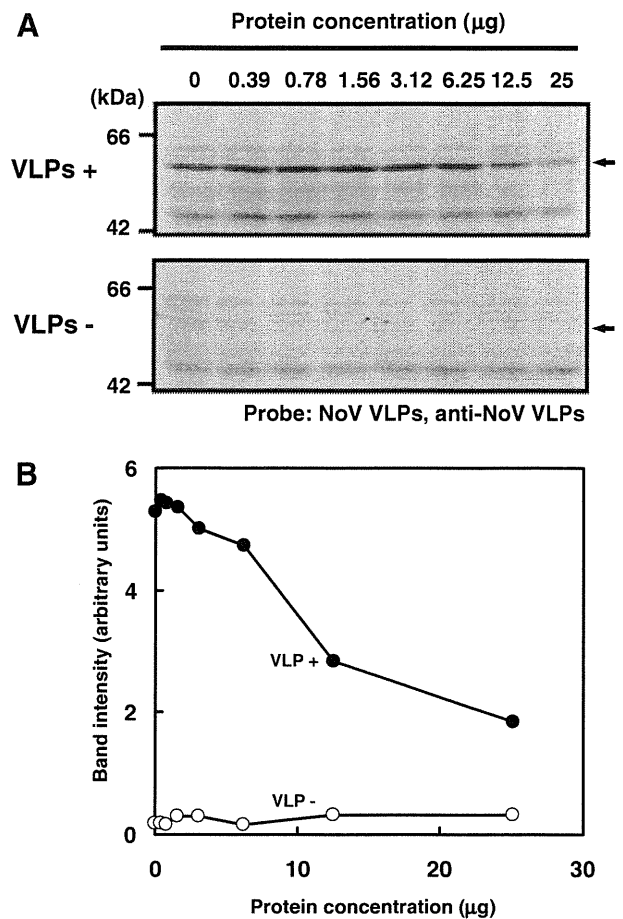 A
Protein concentration (µg)
0 0.39 0.78 1.56 3.12 6.25 12.5 25
(kDa)
66
VLPs +
42
66
VLPs -
42
Probe: NoV VLPs, anti-NoV VLPs
B
6
4
2
0
Band intensity (arbitrary units)
VLP +
VLP -
0 10 20 30
Protein concentration (µg)